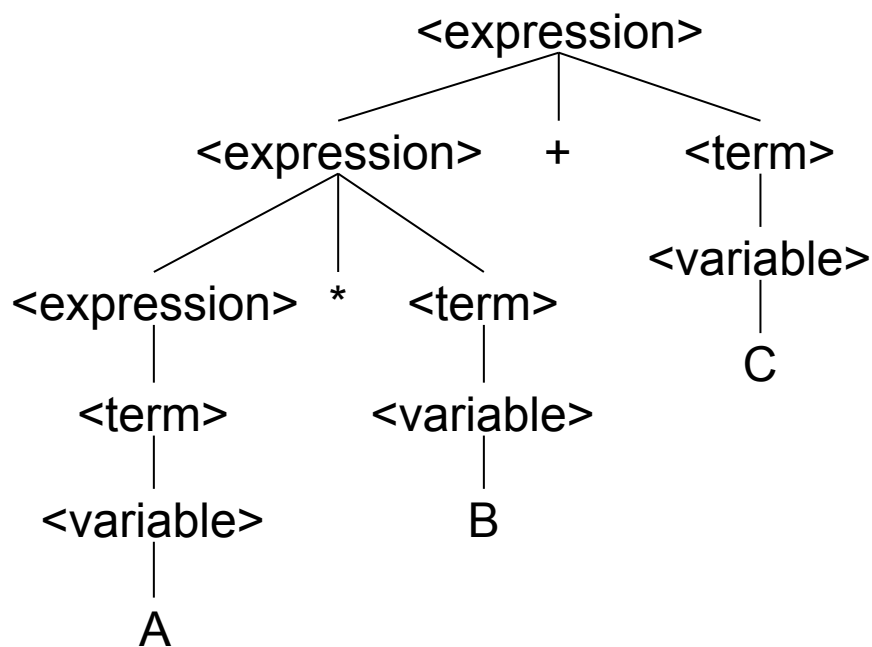 <expression>
<expression> + <term>
<variable>
<expression> * <term>
C
<term> <variable>
<variable> B
A